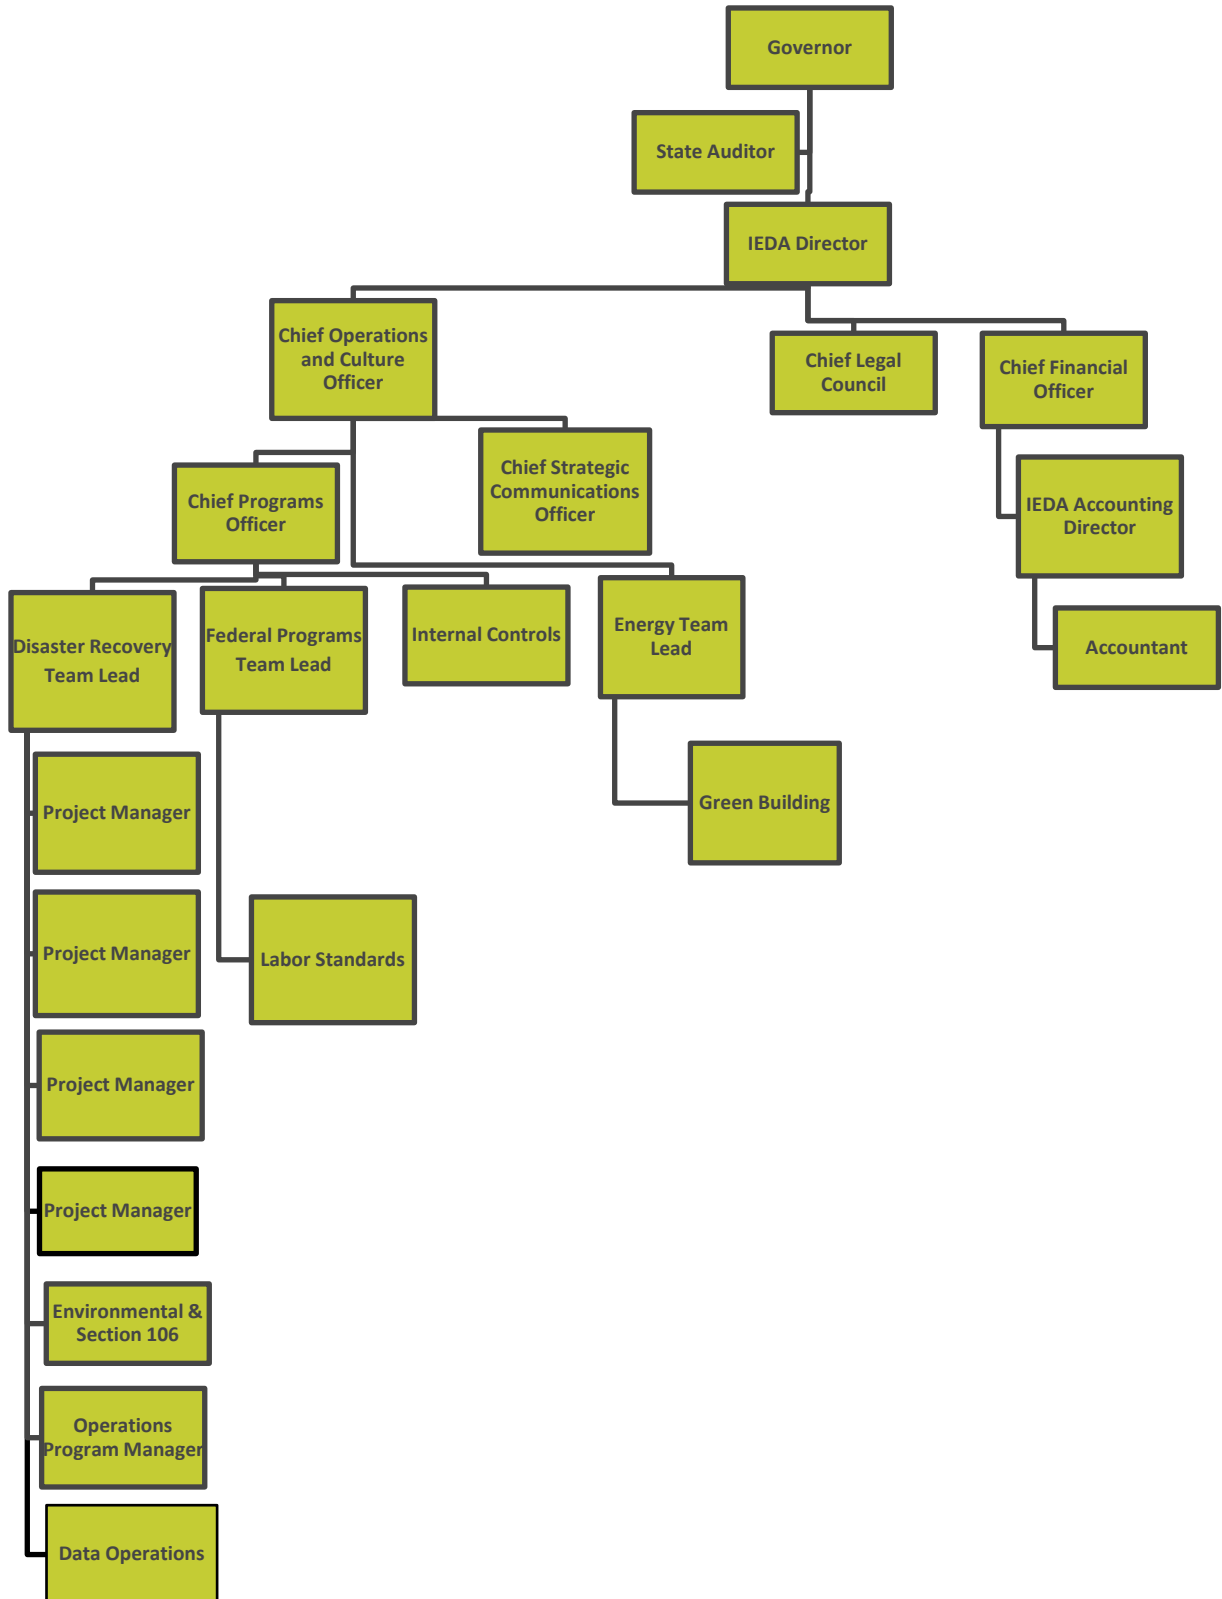 Governor
State Auditor
IEDA Director
Chief Operations
and Culture
Officer
Chief Legal
Council
Chief Financial
Officer
Chief Programs
Officer
Chief Strategic
Communications
Officer
IEDA Accounting
Director
Disaster Recovery
Team Lead
Federal Programs
Team Lead
Internal Controls
Energy Team
Lead
Accountant
Project Manager
Green Building
Project Manager
Labor Standards
Project Manager
Project Manager
Environmental &
Section 106
Operations
Program Manager
Data Operations